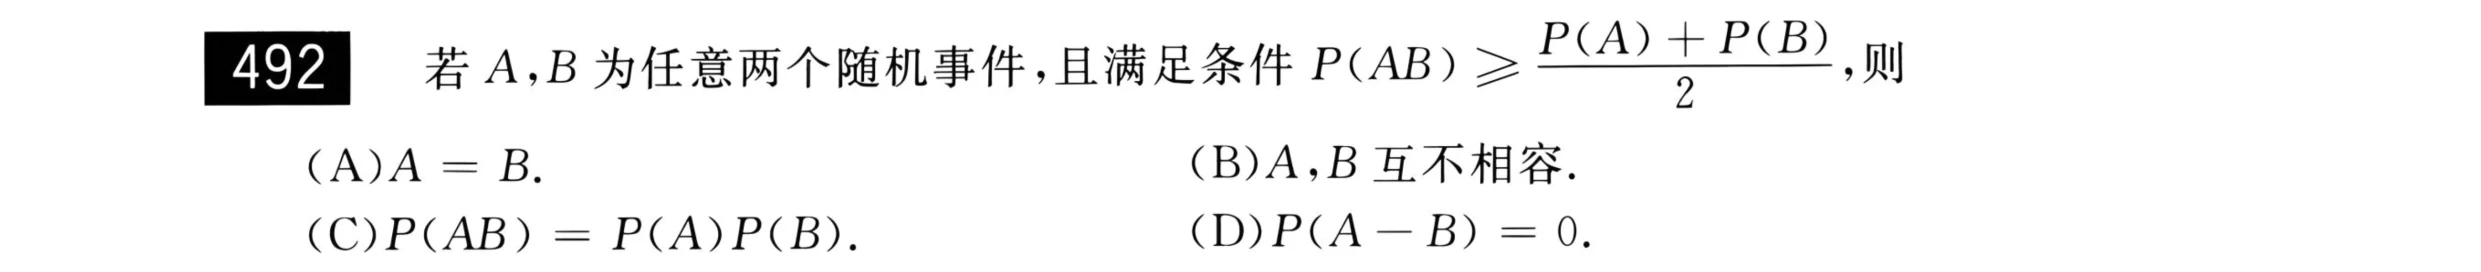 492 若 A,B 为任意两个随机事件,且满足条件 P(AB) ⩾ \frac{P(A) + P(B)}{2},则
(A)A = B. (B)A,B 互不相容.
(C)P(AB) = P(A)P(B). (D)P(A − B) = 0.